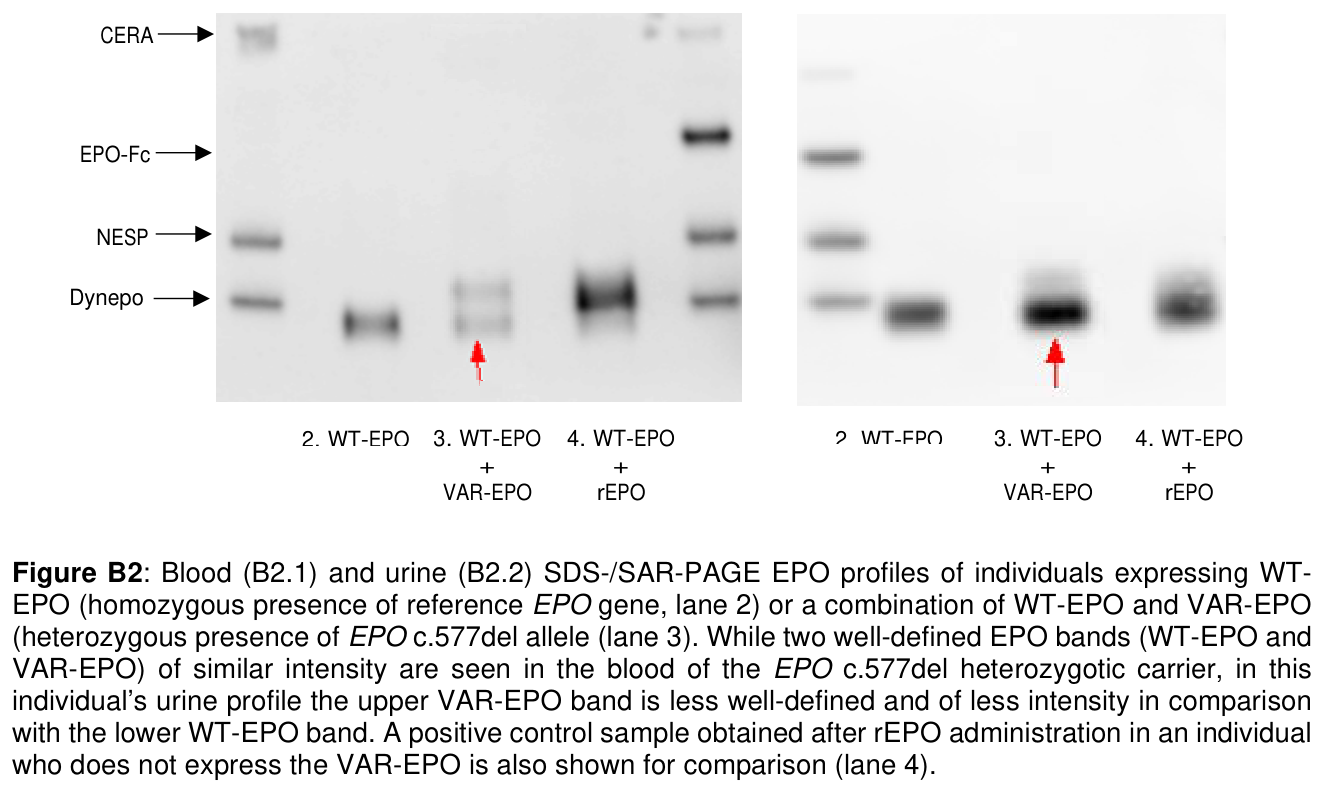 CERA
EPO-Fc
NESP
Dynepo
2. WT-EPO 3. WT-EPO 4. WT-EPO
+ +
VAR-EPO rEPO
2. WT-EPO 3. WT-EPO 4. WT-EPO
+ +
VAR-EPO rEPO
Figure B2: Blood (B2.1) and urine (B2.2) SDS-/SAR-PAGE EPO profiles of individuals expressing WT-
EPO (homozygous presence of reference EPO gene, lane 2) or a combination of WT-EPO and VAR-EPO
(heterozygous presence of EPO c.577del allele (lane 3). While two well-defined EPO bands (WT-EPO and
VAR-EPO) of similar intensity are seen in the blood of the EPO c.577del heterozygotic carrier, in this
individual's urine profile the upper VAR-EPO band is less well-defined and of less intensity in comparison
with the lower WT-EPO band. A positive control sample obtained after rEPO administration in an individual
who does not express the VAR-EPO is also shown for comparison (lane 4).